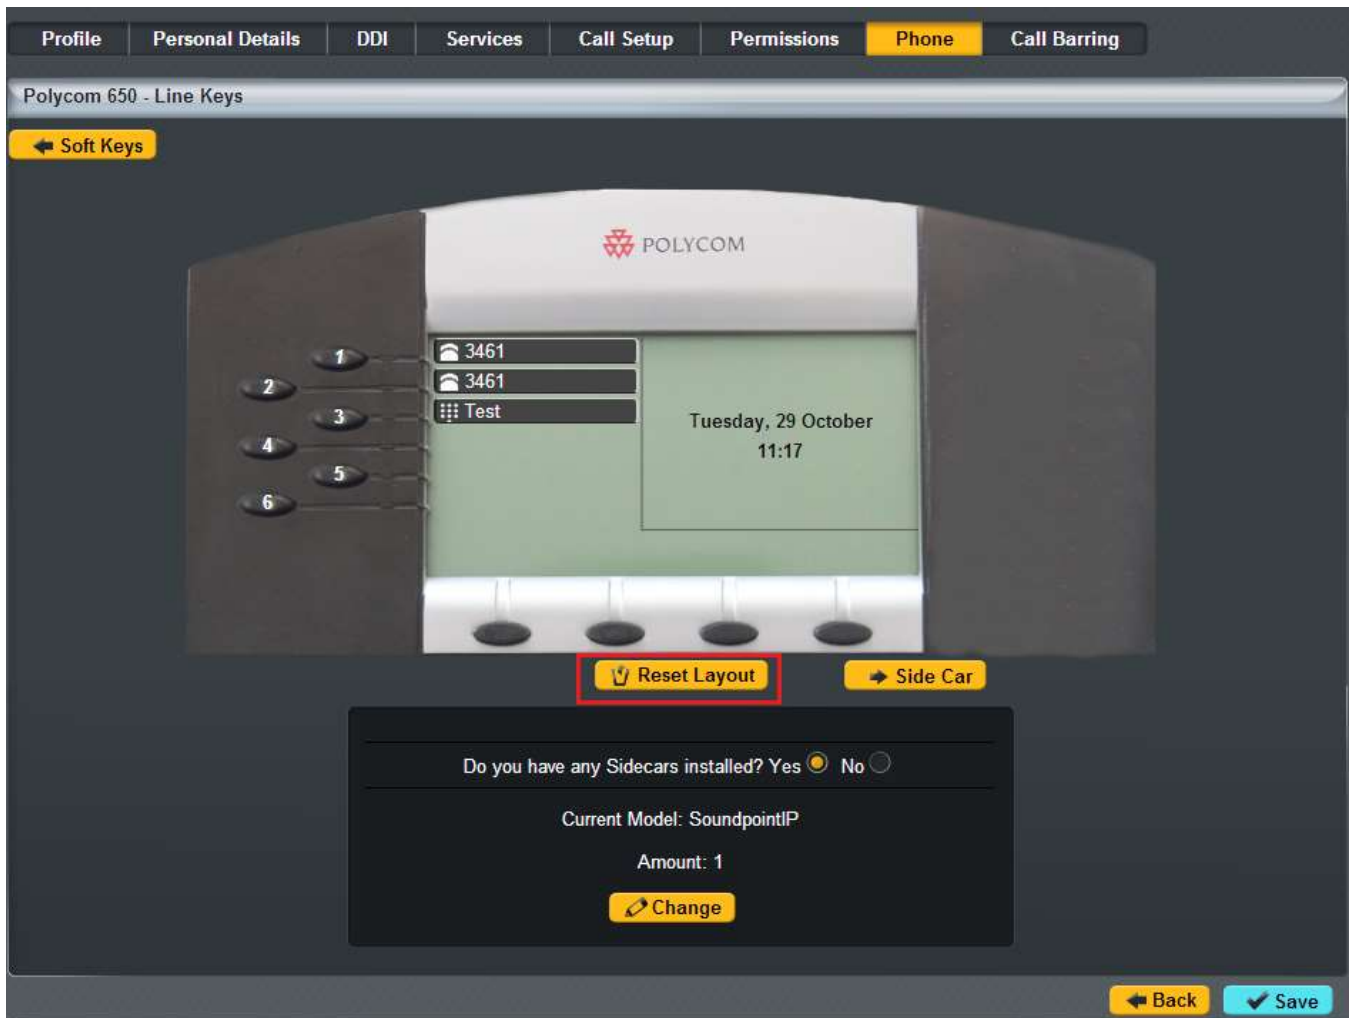 Profile Personal Details DDI Services Call Setup Permissions Phone Call Barring
Polycom 650 - Line Keys
Soft Keys
POLYCOM
1 3461
2 3461
3 Test
4
5
6
Tuesday, 29 October
11:17
Reset Layout Side Car
Do you have any Sidecars installed? Yes No
Current Model: SoundpointIP
Amount: 1
Change
Back Save